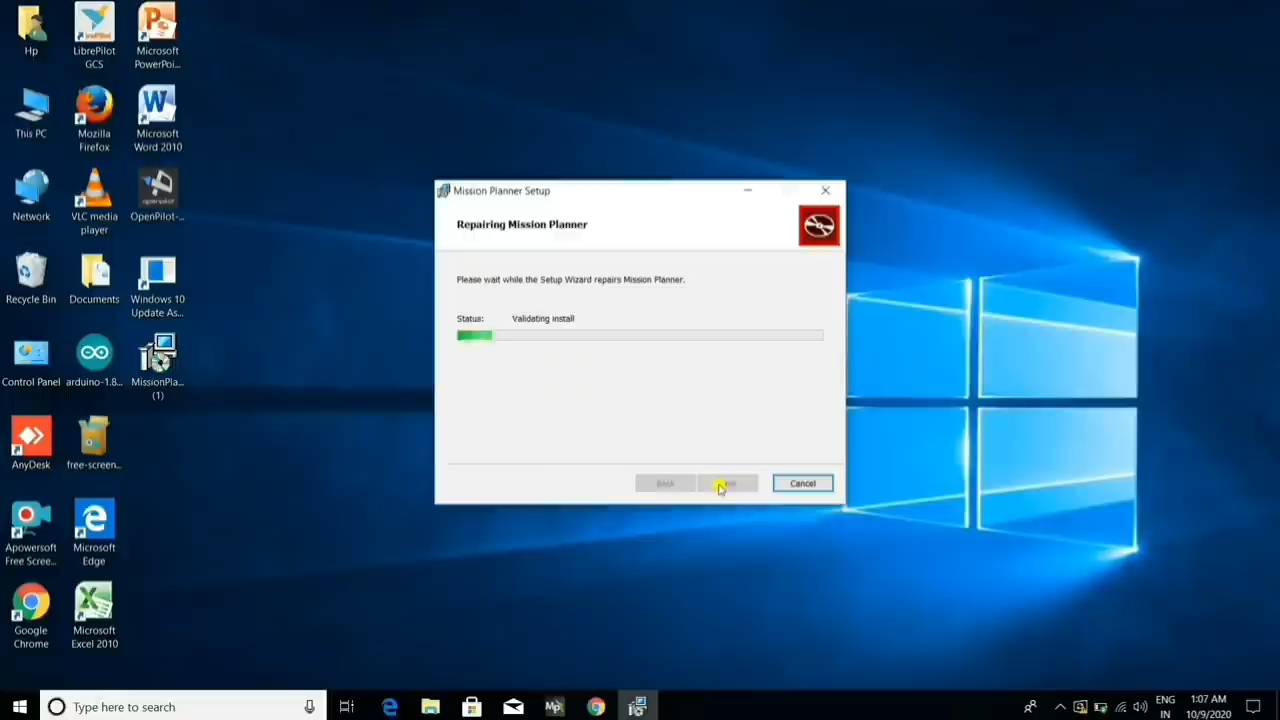 Hp
LibrePilot
GCS
Microsoft
PowerPoi...
This PC
Mozilla
Firefox
Microsoft
Word 2010
Network
VLC media
player
openpilot
OpenPilot-...
Recycle Bin
Documents
Windows 10
Update As...
Control Panel
arduino-1.8...
MissionPla...
(1)
AnyDesk
free-screen...
Apowersoft
Free Scree...
Microsoft
Edge
Google
Chrome
Microsoft
Excel 2010
Mission Planner Setup
Repairing Mission Planner
Please wait while the Setup Wizard repairs Mission Planner.
Status: Validating install
Back
Cancel
Type here to search
Mp
ENG
IN
1:07 AM
10/9/2020